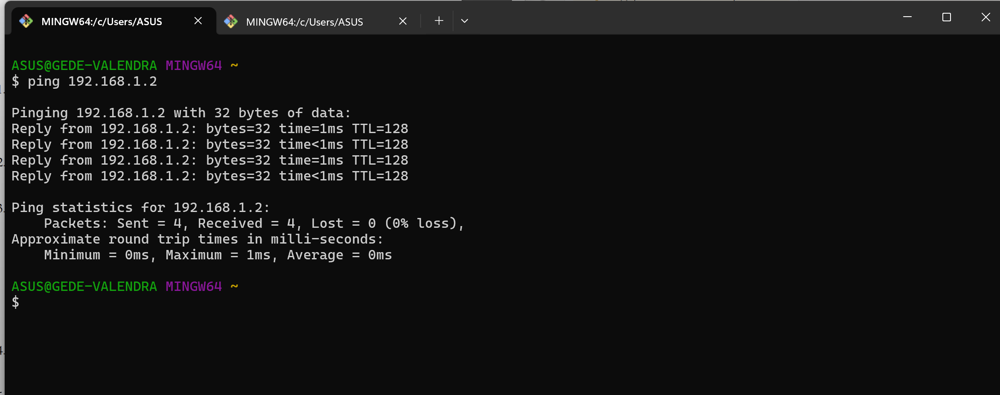 MINGW64:/c/Users/ASUS
MINGW64:/c/Users/ASUS
ASUS@GEDE-VALENDRA MINGW64 ~
$ ping 192.168.1.2
Pinging 192.168.1.2 with 32 bytes of data:
Reply from 192.168.1.2: bytes=32 time=1ms TTL=128
Reply from 192.168.1.2: bytes=32 time<1ms TTL=128
Reply from 192.168.1.2: bytes=32 time=1ms TTL=128
Reply from 192.168.1.2: bytes=32 time<1ms TTL=128
Ping statistics for 192.168.1.2:
    Packets: Sent = 4, Received = 4, Lost = 0 (0% loss),
Approximate round trip times in milli-seconds:
    Minimum = 0ms, Maximum = 1ms, Average = 0ms
ASUS@GEDE-VALENDRA MINGW64 ~
$